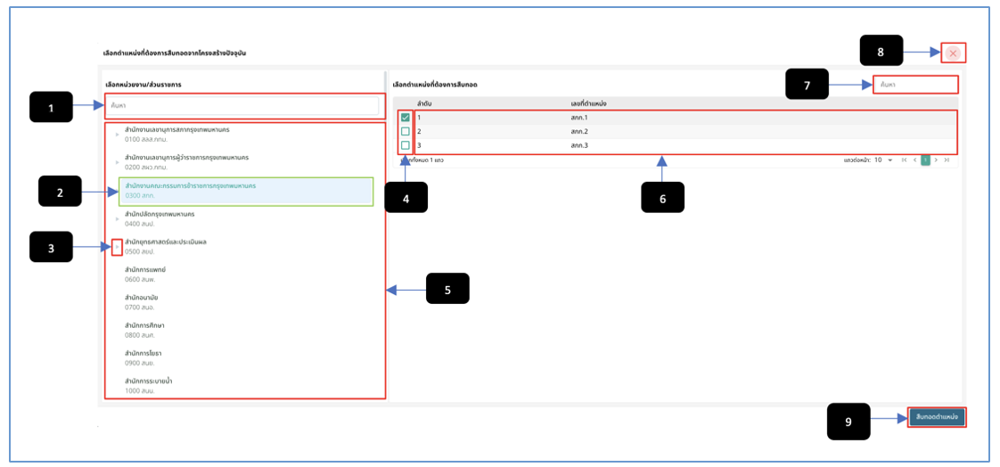 เลือกตำแหน่งที่ต้องการสืบทอดจากโครงสร้างปัจจุบัน
8
เลือกหน่วยงาน/ส่วนราชการ
เลือกตำแหน่งที่ต้องการสืบทอด
7
ค้นหา
1
ค้นหา
ลำดับ
เลขที่ตำแหน่ง
1
สกก.1
2
สกก.2
3
สกก.3
ทั้งหมด 1 แถว
แถวต่อหน้า: 10
1
สำนักงานเลขานุการสภากรุงเทพมหานคร
0100 สลส.กทม.
สำนักงานเลขานุการผู้ว่าราชการกรุงเทพมหานคร
0200 สผว.กทม.
2
สำนักงานคณะกรรมการข้าราชการกรุงเทพมหานคร
0300 สกก.
4
6
สำนักปลัดกรุงเทพมหานคร
0400 สนป.
3
สำนักยุทธศาสตร์และประเมินผล
0500 สยป.
สำนักการแพทย์
0600 สนพ.
5
สำนักอนามัย
0700 สนอ.
สำนักการศึกษา
0800 สนศ.
สำนักการโยธา
0900 สนย.
สำนักการระบายน้ำ
1000 สนน.
9
สืบทอดตำแหน่ง